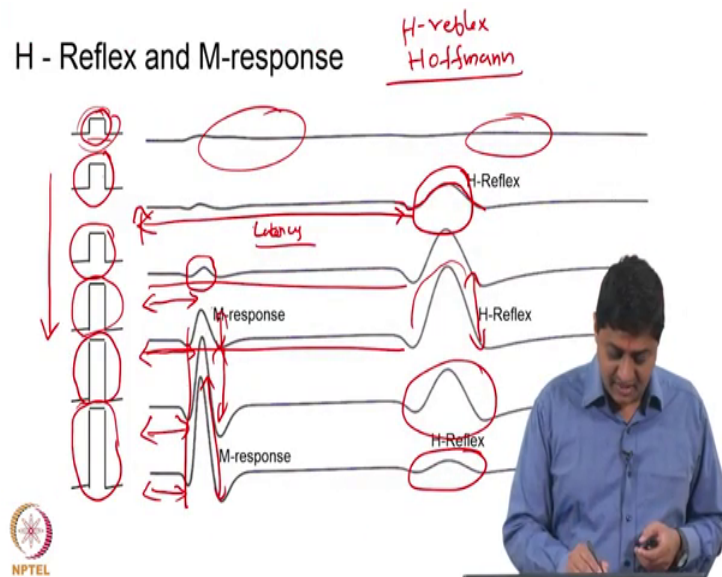 H-reflex
Hoffmann
H - Reflex and M-response
H-Reflex
Latency
M-response
H-Reflex
H-Reflex
M-response
NPTEL